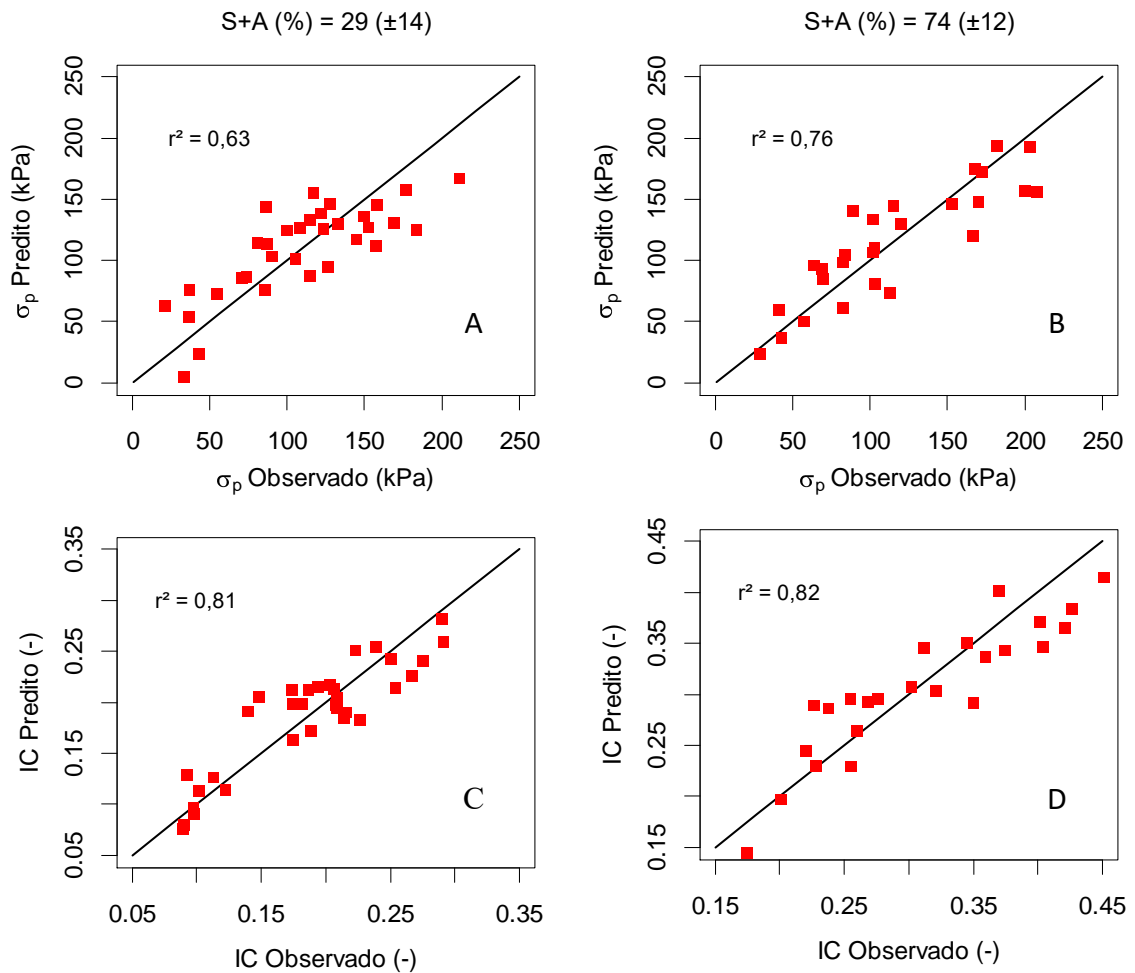 S+A (%) = 29 (±14)
S+A (%) = 74 (±12)
σp Predito (kPa)
250
200
150
100
50
0
r² = 0,63
A
0 50 100 150 200 250
σp Observado (kPa)
σp Predito (kPa)
250
200
150
100
50
0
r² = 0,76
B
0 50 100 150 200 250
σp Observado (kPa)
IC Predito (-)
0.35
0.25
0.15
0.05
r² = 0,81
C
0.05 0.15 0.25 0.35
IC Observado (-)
IC Predito (-)
0.45
0.35
0.25
0.15
r² = 0,82
D
0.15 0.25 0.35 0.45
IC Observado (-)